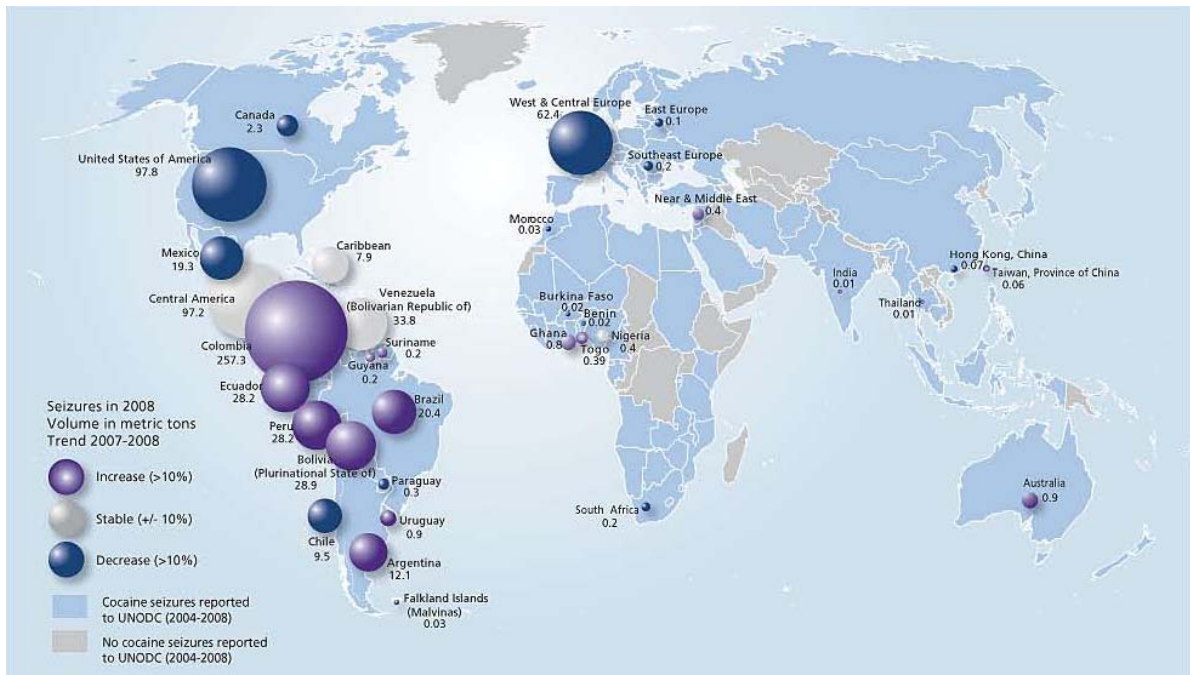 Canada
2.3
United States of America
97.8
Mexico
19.3
Caribbean
7.9
Central America
97.2
Venezuela
(Bolivarian Republic of)
33.8
Colombia
257.3
Suriname
0.2
Guyana
0.2
Ecuador
28.2
Brazil
20.4
Peru
28.2
Bolivia
(Plurinational State of)
28.9
Paraguay
0.3
Uruguay
0.9
Chile
9.5
Argentina
12.1
Falkland Islands
(Malvinas)
0.03
West & Central Europe
62.4
East Europe
0.1
Southeast Europe
0.2
Near & Middle East
0.4
Morocco
0.03
Burkina Faso
0.02
Benin
0.02
Ghana
0.8
Togo
0.39
Nigeria
0.4
South Africa
0.2
India
0.01
Thailand
0.01
Hong Kong, China
0.07
Taiwan, Province of China
0.06
Australia
0.9
Seizures in 2008
Volume in metric tons
Trend 2007-2008
Increase (>10%)
Stable (+/- 10%)
Decrease (>10%)
Cocaine seizures reported
to UNODC (2004-2008)
No cocaine seizures reported
to UNODC (2004-2008)